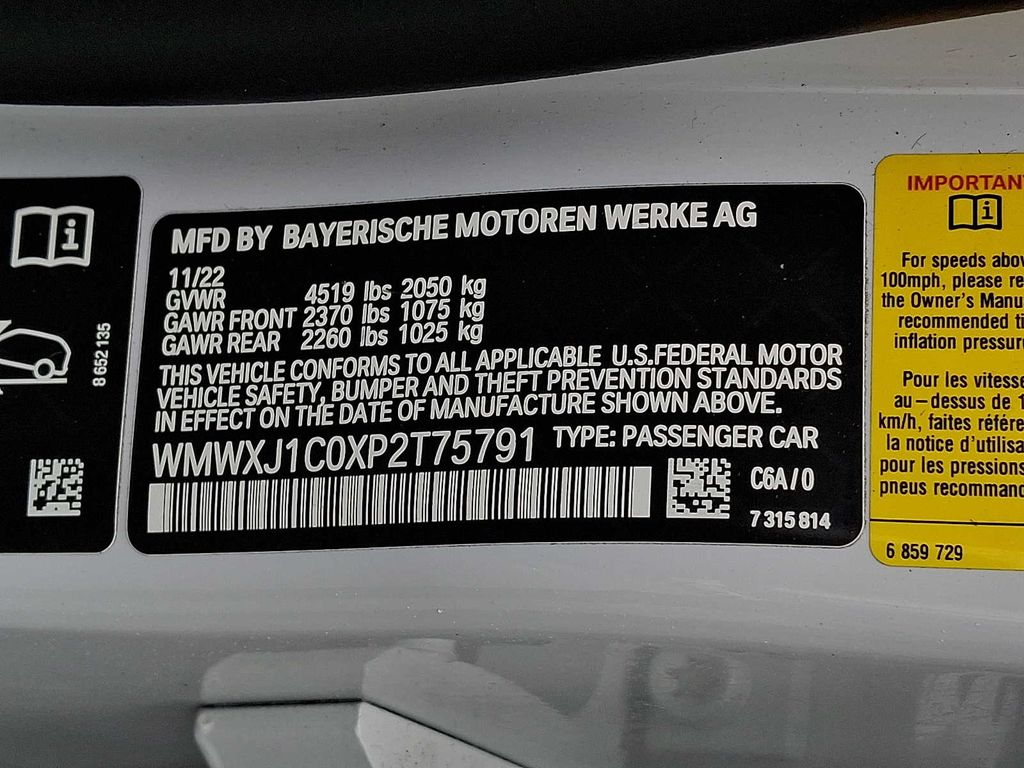 i
8 652 135
MFD BY BAYERISCHE MOTOREN WERKE AG
11/22
GVWR 4519 lbs 2050 kg
GAWR FRONT 2370 lbs 1075 kg
GAWR REAR 2260 lbs 1025 kg
THIS VEHICLE CONFORMS TO ALL APPLICABLE U.S.FEDERAL MOTOR
VEHICLE SAFETY, BUMPER AND THEFT PREVENTION STANDARDS
IN EFFECT ON THE DATE OF MANUFACTURE SHOWN ABOVE.
WMWXJ1C0XP2T75791 TYPE: PASSENGER CAR
C6A/0
7 315 814
IMPORTANT
i
For speeds abov
100mph, please re
the Owner's Manu
recommended ti
inflation pressure
Pour les vitesse
au-dessus de 1
km/h, faites référe
la notice d'utilisa
pour les pressions
pneus recommand
6 859 729